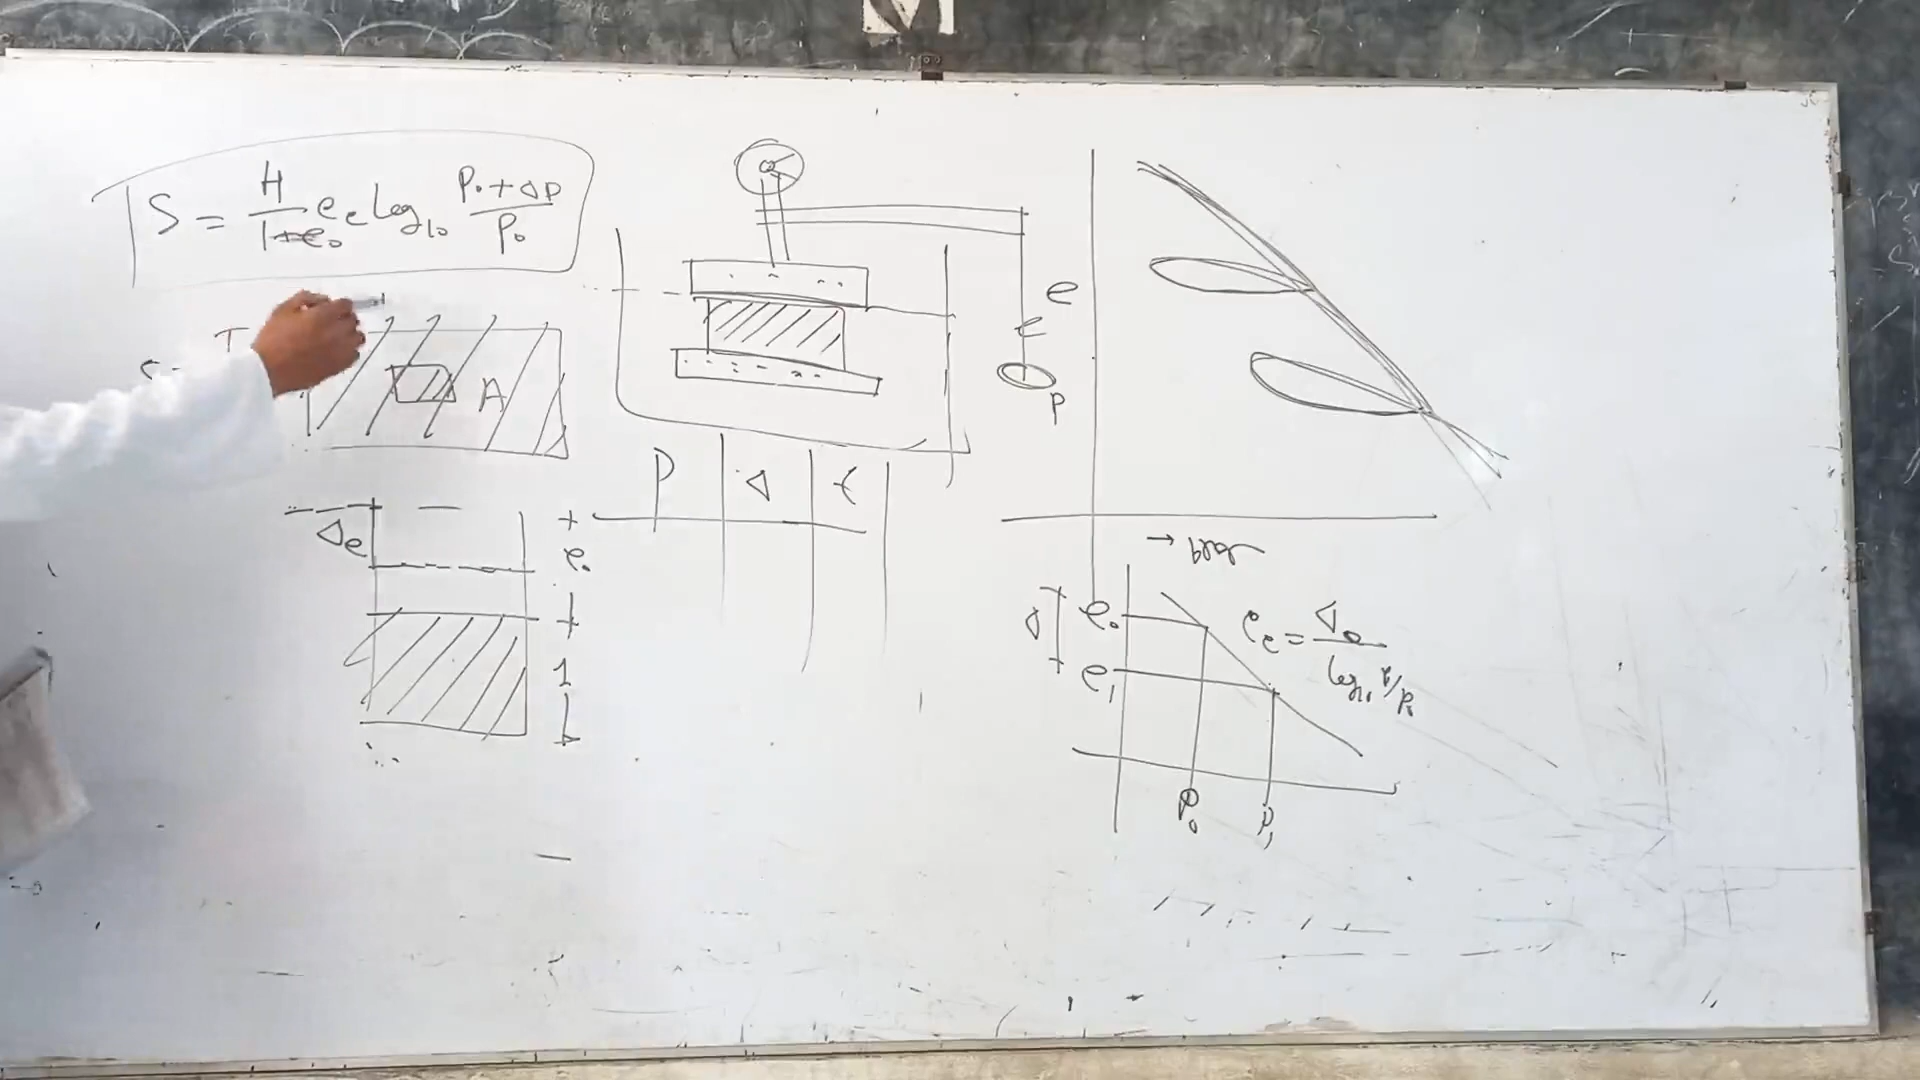 S = H/(1+e₀) e_c log₁₀ (P₀+ΔP)/P₀
A
Δe
e₀
1
P
P Δ
e
→ log
e₀
e₁
e_c = Δe / log₁₀ P₁/P₀
P₀ P₁